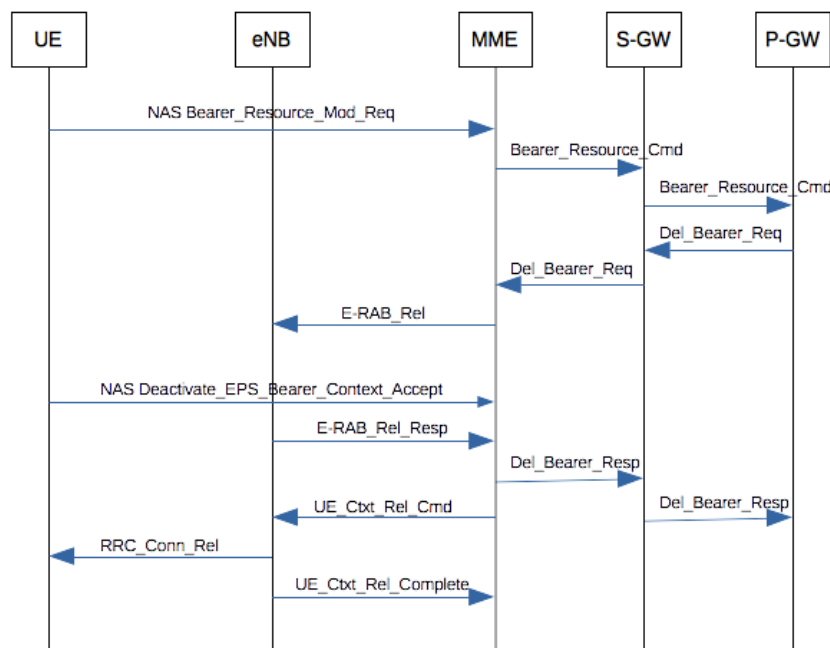 UE
eNB
MME
S-GW
P-GW
NAS Bearer_Resource_Mod_Req
Bearer_Resource_Cmd
Bearer_Resource_Cmd
Del_Bearer_Req
Del_Bearer_Req
E-RAB_Rel
NAS Deactivate_EPS_Bearer_Context_Accept
E-RAB_Rel_Resp
Del_Bearer_Resp
Del_Bearer_Resp
UE_Ctxt_Rel_Cmd
RRC_Conn_Rel
UE_Ctxt_Rel_Complete